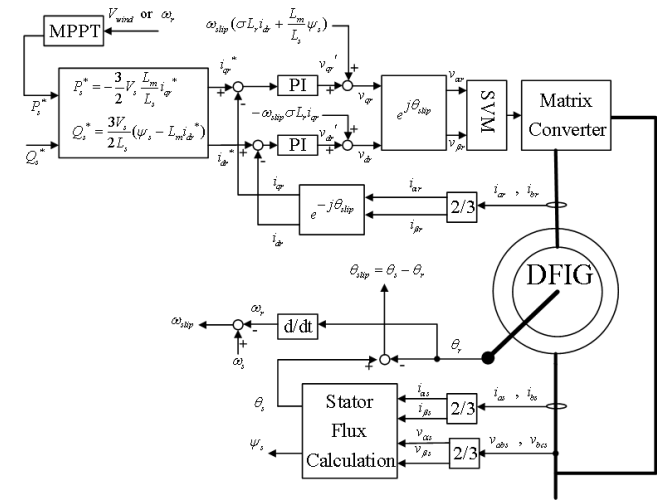 V_wind or ω_r
MPPT
ω_slip(σL_r i_dr + L_m/L_s ψ_s)
P_s*
i_qr*
v_qr'
P_s* = -3/2 V_s L_m/L_s i_qr*
+ - PI + + v_qr
v_αr
Q_s* = 3V_s/2L_s (ψ_s - L_m i_dr*)
-ω_slip σL_r i_qr
e^jθ_slip
SVM
Matrix
Converter
Q_s*
i_dr*
+ - PI v_dr' + + v_dr
v_βr
i_qr
e^-jθ_slip
i_αr
2/3
i_ar , i_br
i_dr
i_βr
θ_slip = θ_s - θ_r
DFIG
ω_slip
- +
ω_r
d/dt
ω_s
+ -
θ_r
θ_s
Stator
Flux
Calculation
i_αs
i_βs
2/3
i_as , i_bs
ψ_s
v_αs
v_βs
2/3
v_abs , v_bcs